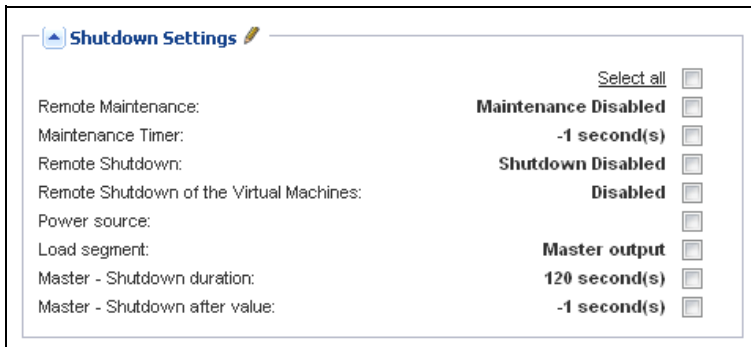 Shutdown Settings
Select all
Remote Maintenance: Maintenance Disabled
Maintenance Timer: -1 second(s)
Remote Shutdown: Shutdown Disabled
Remote Shutdown of the Virtual Machines: Disabled
Power source:
Load segment: Master output
Master - Shutdown duration: 120 second(s)
Master - Shutdown after value: -1 second(s)